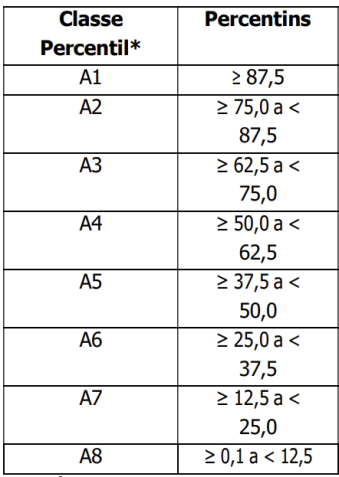 Classe Percentins
Percentil*
A1 ≥ 87,5
A2 ≥ 75,0 a <
87,5
A3 ≥ 62,5 a <
75,0
A4 ≥ 50,0 a <
62,5
A5 ≥ 37,5 a <
50,0
A6 ≥ 25,0 a <
37,5
A7 ≥ 12,5 a <
25,0
A8 ≥ 0,1 a < 12,5